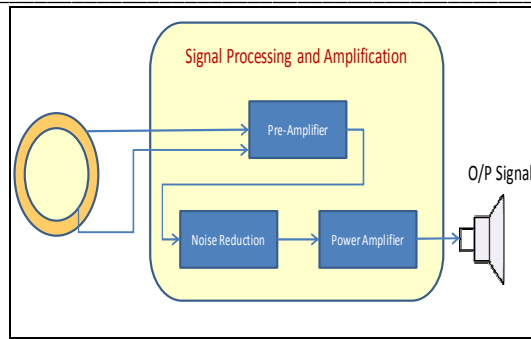 Signal Processing and Amplification
Pre-Amplifier
O/P Signal
Noise Reduction
Power Amplifier